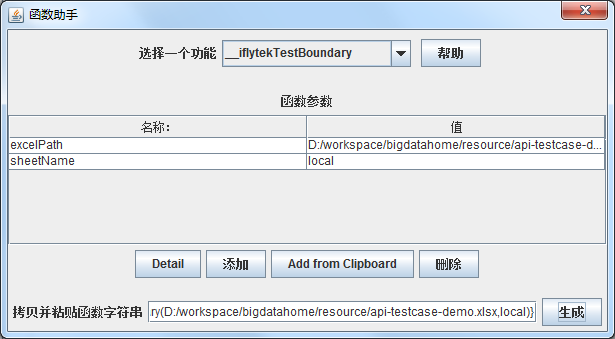 函数助手
选择一个功能 __iflytekTestBoundary 帮助
函数参数
名称: 值
excelPath D:/workspace/bigdatahome/resource/api-testcase-d...
sheetName local
Detail 添加 Add from Clipboard 删除
拷贝并粘贴函数字符串 ry(D:/workspace/bigdatahome/resource/api-testcase-demo.xlsx,local)} 生成